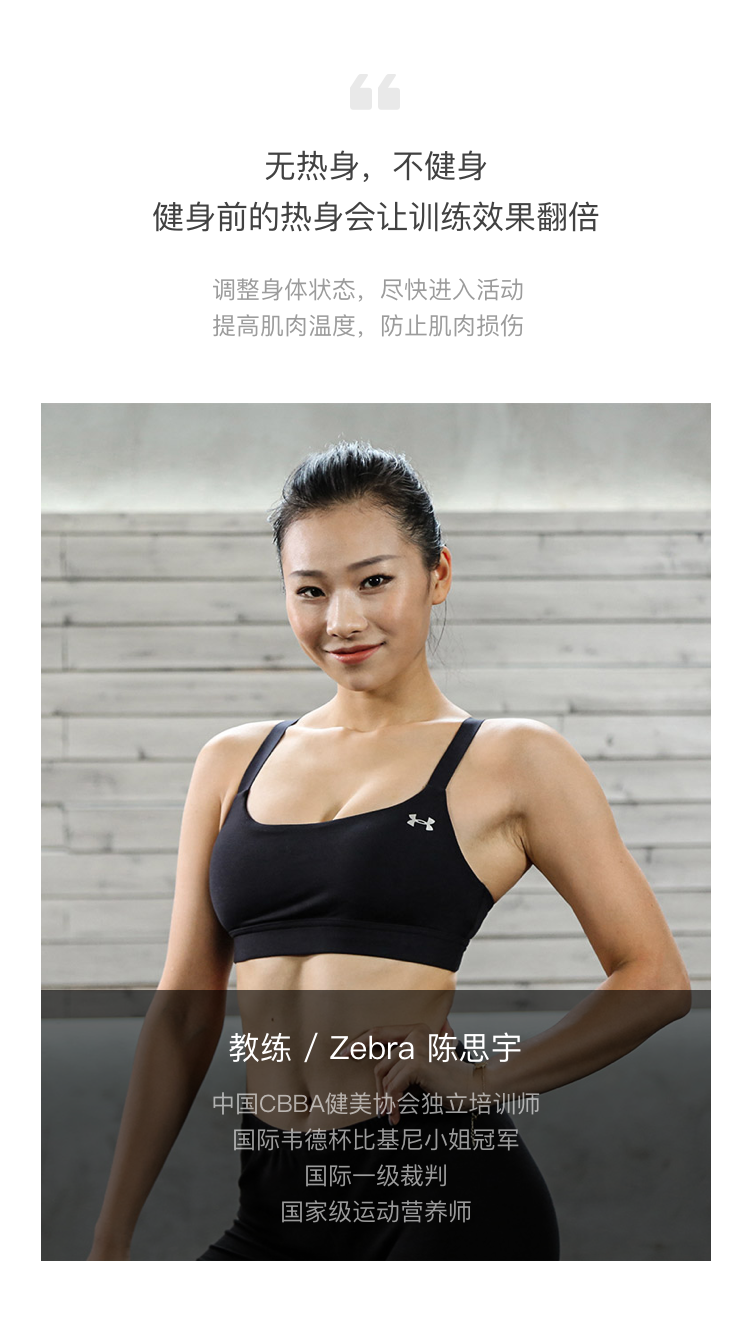 无热身，不健身
健身前的热身会让训练效果翻倍
调整身体状态，尽快进入活动
提高肌肉温度，防止肌肉损伤
教练 / Zebra 陈思宇
中国CBBA健美协会独立培训师
国际韦德杯比基尼小姐冠军
国际一级裁判
国家级运动营养师